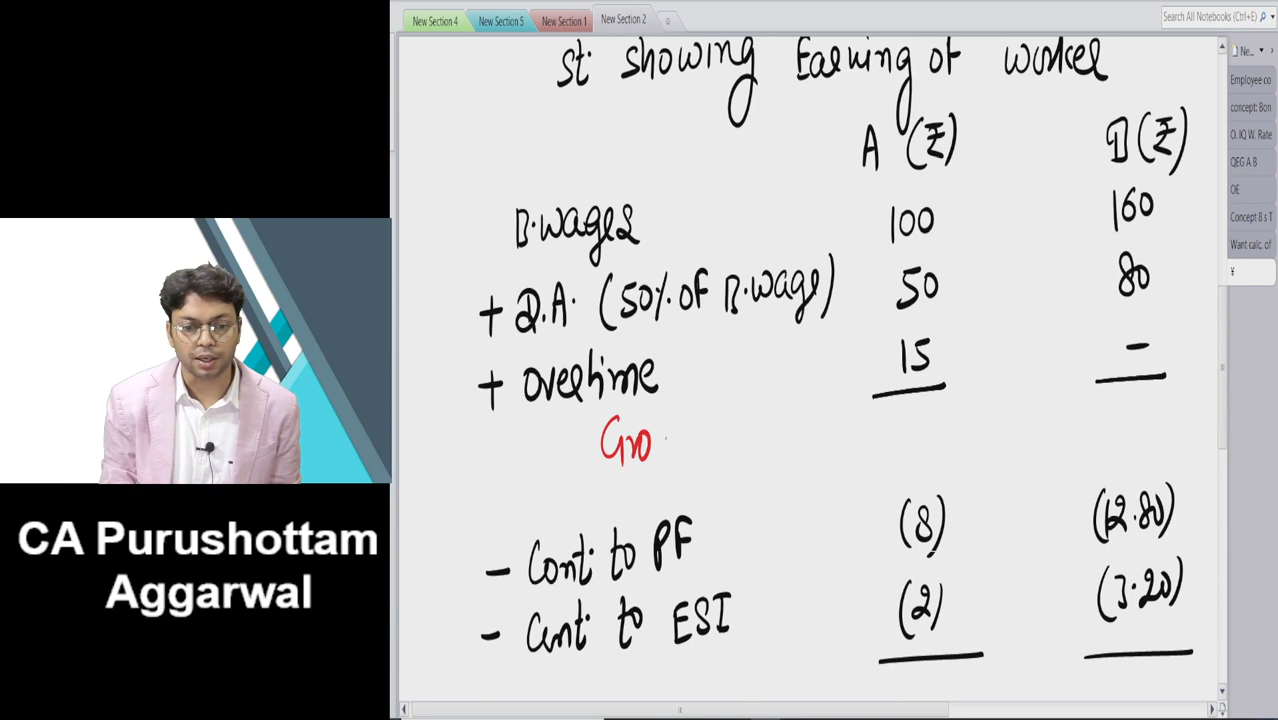 New Section 4 New Section 5 New Section 1 New Section 2
Search All Notebooks (Ctrl+E)
Ne...
Employee co
concept: Bon
O. IQ W. Rate
QEG A B
OE
Concept 8 s T
Want calc. of
¥
St. showing Earning of worker
A (₹) B (₹)
B.wages 100 160
+ D.A. (50% of B.wage) 50 80
+ overtime 15 -
Gro
- Cont. to PF (8) (12.80)
- Cont. to ESI (2) (3.20)
CA Purushottam
Aggarwal